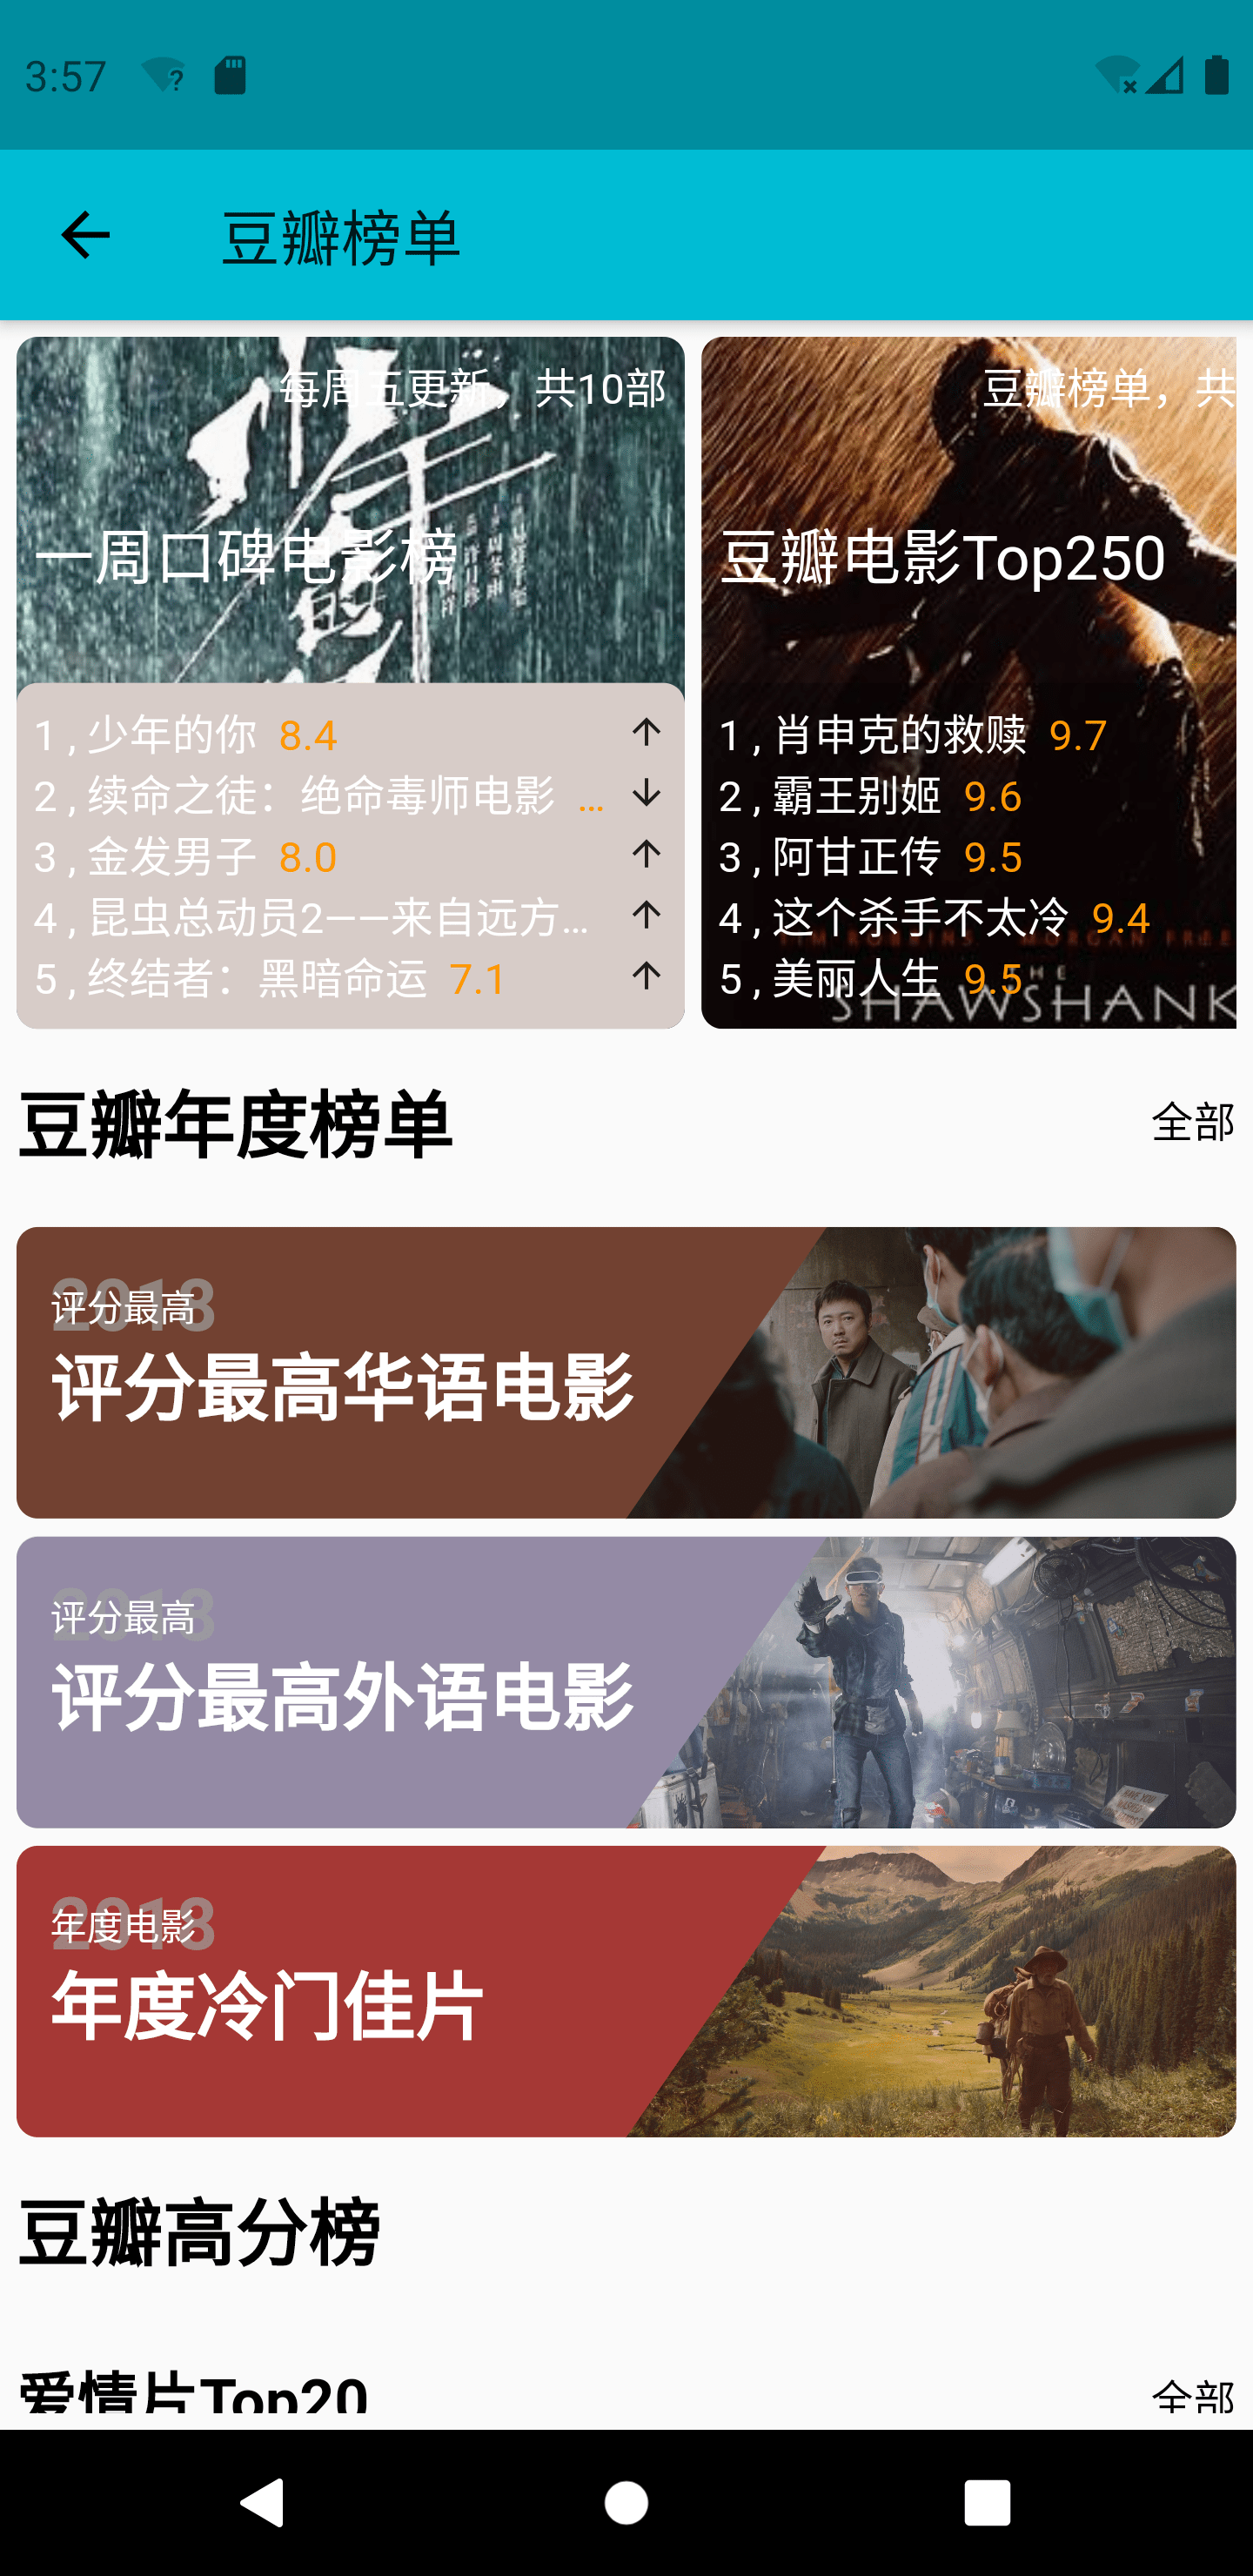 3:57
豆瓣榜单
每周五更新，共10部
一周口碑电影榜
1 , 少年的你 8.4
2 , 续命之徒：绝命毒师电影 ...
3 , 金发男子 8.0
4 , 昆虫总动员2——来自远方...
5 , 终结者：黑暗命运 7.1
豆瓣榜单，共
豆瓣电影Top250
1 , 肖申克的救赎 9.7
2 , 霸王别姬 9.6
3 , 阿甘正传 9.5
4 , 这个杀手不太冷 9.4
5 , 美丽人生 9.5
THE
SHAWSHANK
豆瓣年度榜单
全部
2013
评分最高
评分最高华语电影
2013
评分最高
评分最高外语电影
2013
年度电影
年度冷门佳片
豆瓣高分榜
爱情片Top20
全部